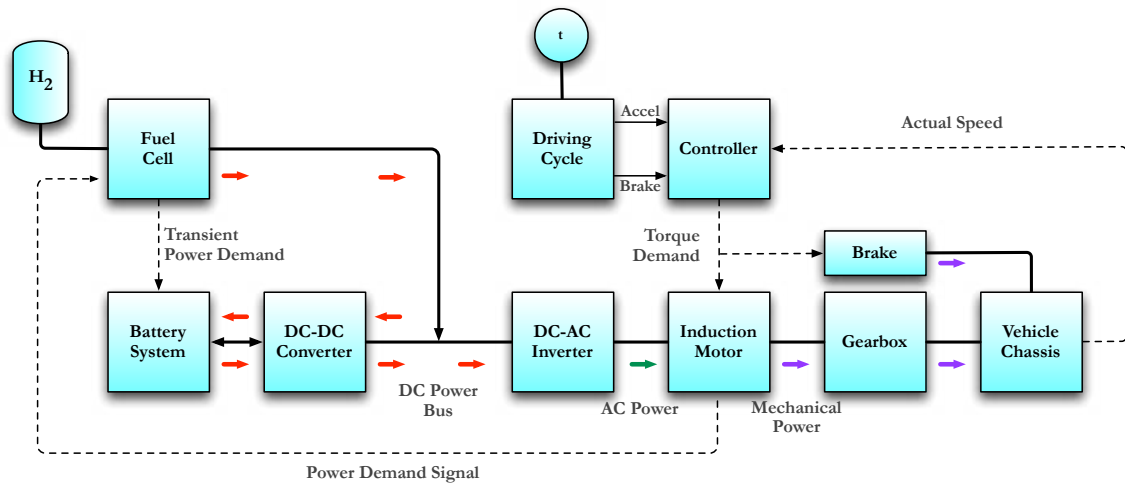 t
H2
Fuel
Cell
Driving
Cycle
Accel
Brake
Controller
Actual Speed
Transient
Power Demand
Torque
Demand
Brake
Battery
System
DC-DC
Converter
DC-AC
Inverter
Induction
Motor
Gearbox
Vehicle
Chassis
DC Power
Bus
AC Power
Mechanical
Power
Power Demand Signal